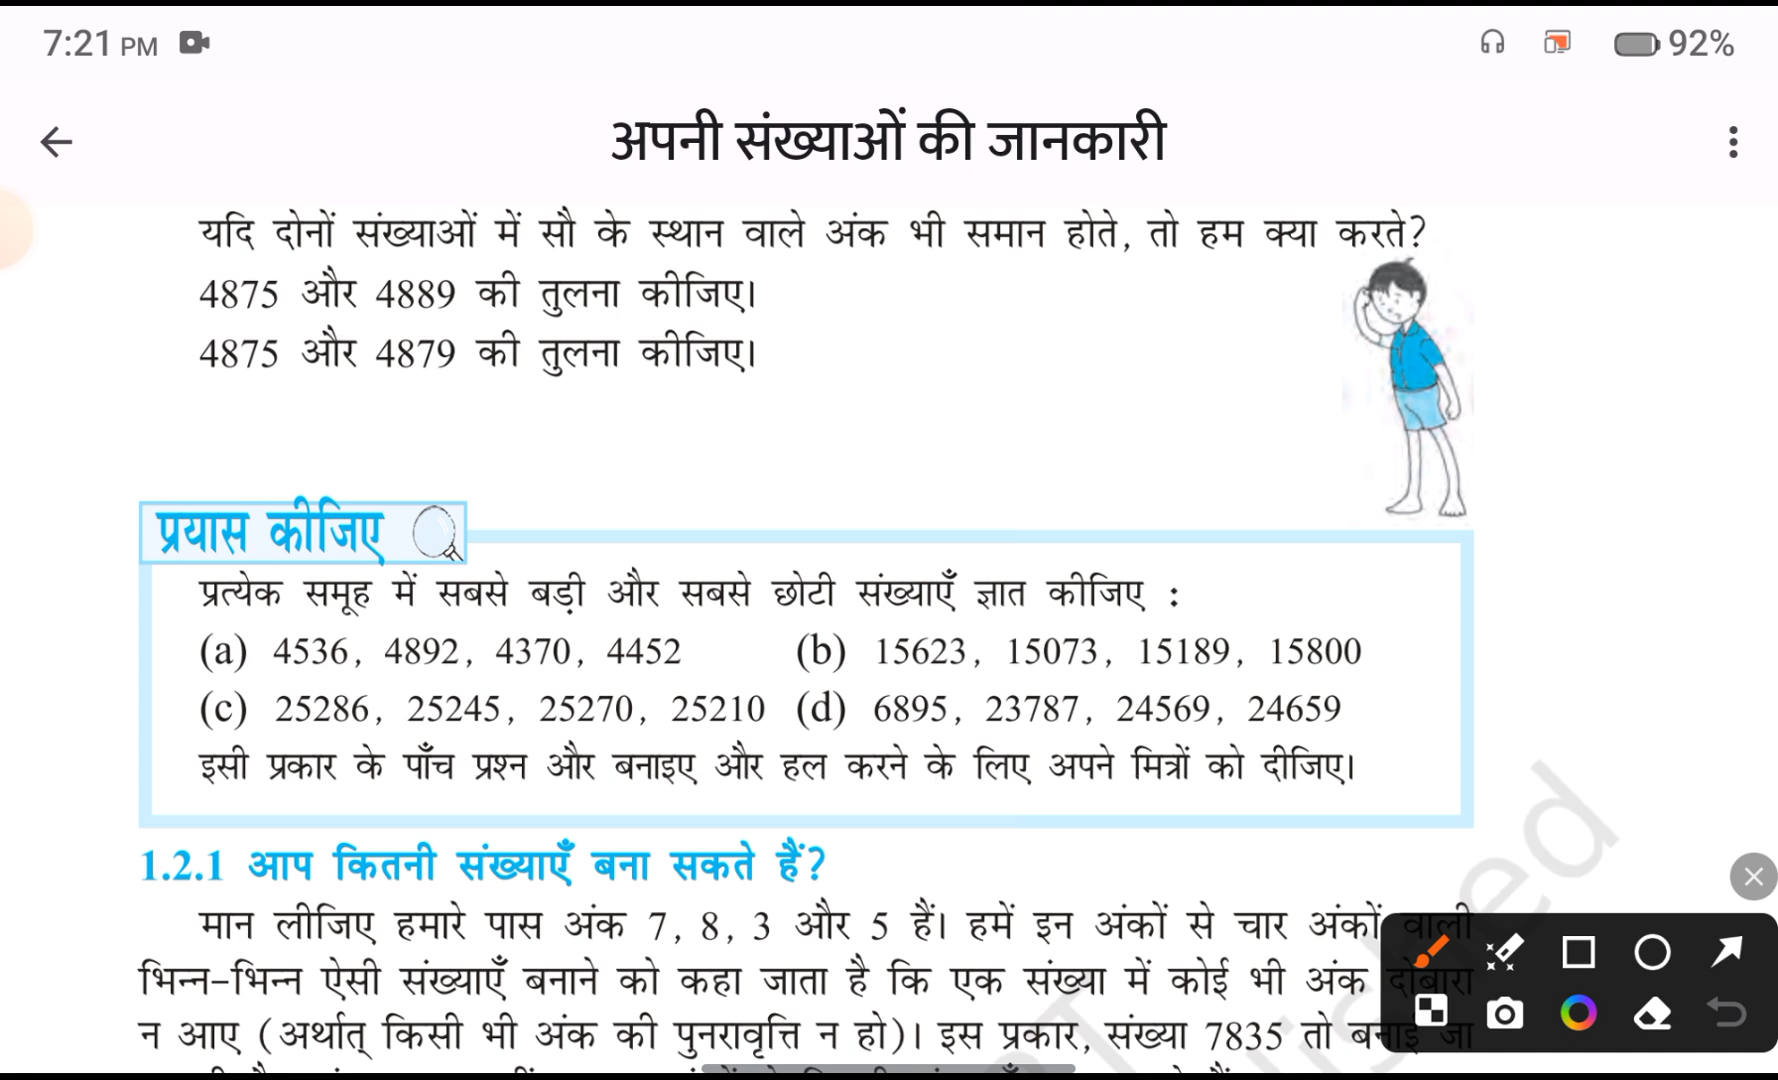 7:21 PM
92%
अपनी संख्याओं की जानकारी
यदि दोनों संख्याओं में सौ के स्थान वाले अंक भी समान होते, तो हम क्या करते?
4875 और 4889 की तुलना कीजिए।
4875 और 4879 की तुलना कीजिए।
प्रयास कीजिए
प्रत्येक समूह में सबसे बड़ी और सबसे छोटी संख्याएँ ज्ञात कीजिए :
(a) 4536, 4892, 4370, 4452 (b) 15623, 15073, 15189, 15800
(c) 25286, 25245, 25270, 25210 (d) 6895, 23787, 24569, 24659
इसी प्रकार के पाँच प्रश्न और बनाइए और हल करने के लिए अपने मित्रों को दीजिए।
1.2.1 आप कितनी संख्याएँ बना सकते हैं?
मान लीजिए हमारे पास अंक 7, 8, 3 और 5 हैं। हमें इन अंकों से चार अंकों वाली
भिन्न-भिन्न ऐसी संख्याएँ बनाने को कहा जाता है कि एक संख्या में कोई भी अंक दोबारा
न आए (अर्थात् किसी भी अंक की पुनरावृत्ति न हो)। इस प्रकार, संख्या 7835 तो बनाई जा